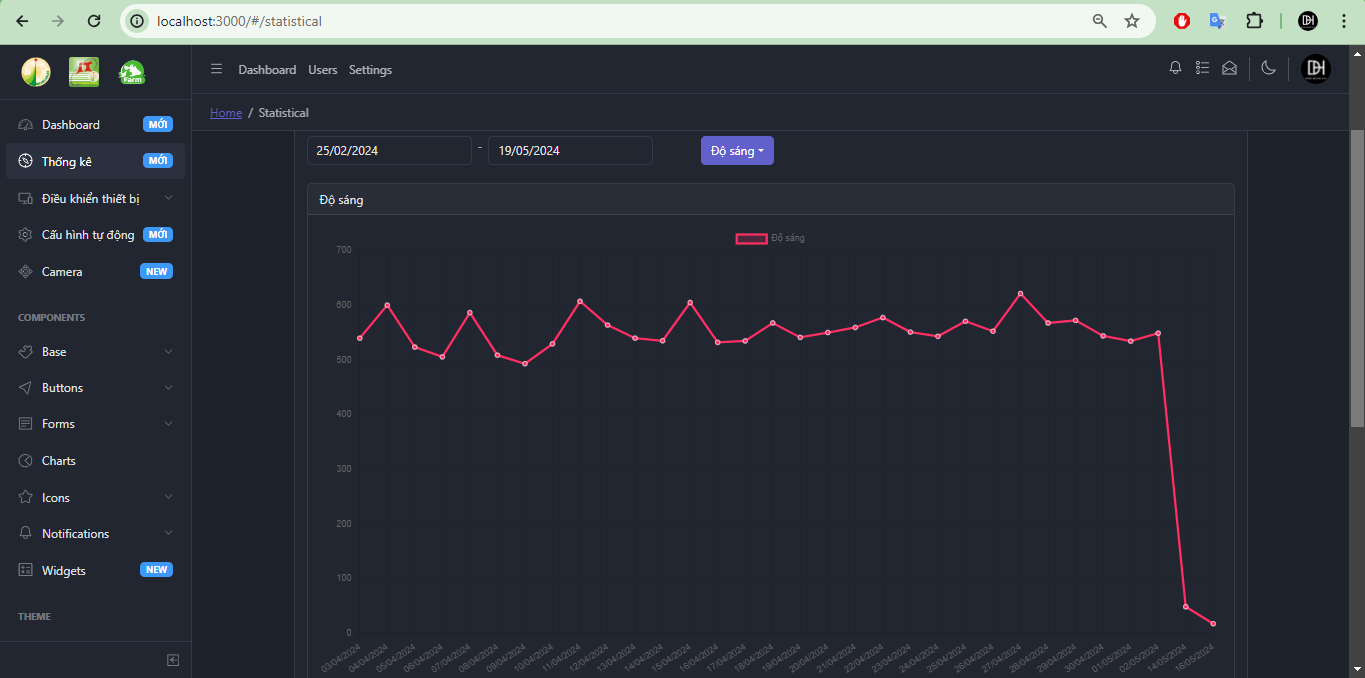 localhost:3000/#/statistical
Dashboard Users Settings
Home / Statistical
Dashboard MỚI
Thống kê MỚI
Điều khiển thiết bị
Cấu hình tự động MỚI
Camera NEW
COMPONENTS
Base
Buttons
Forms
Charts
Icons
Notifications
Widgets NEW
THEME
IT
Farm
DH
DH
25/02/2024 - 19/05/2024 Độ sáng
Độ sáng
Độ sáng
700
600
500
400
300
200
100
0
03/04/2024
04/04/2024
05/04/2024
06/04/2024
07/04/2024
08/04/2024
09/04/2024
10/04/2024
11/04/2024
12/04/2024
13/04/2024
14/04/2024
15/04/2024
16/04/2024
17/04/2024
18/04/2024
19/04/2024
20/04/2024
21/04/2024
22/04/2024
23/04/2024
24/04/2024
25/04/2024
26/04/2024
27/04/2024
28/04/2024
29/04/2024
30/04/2024
01/05/2024
02/05/2024
14/05/2024
16/05/2024